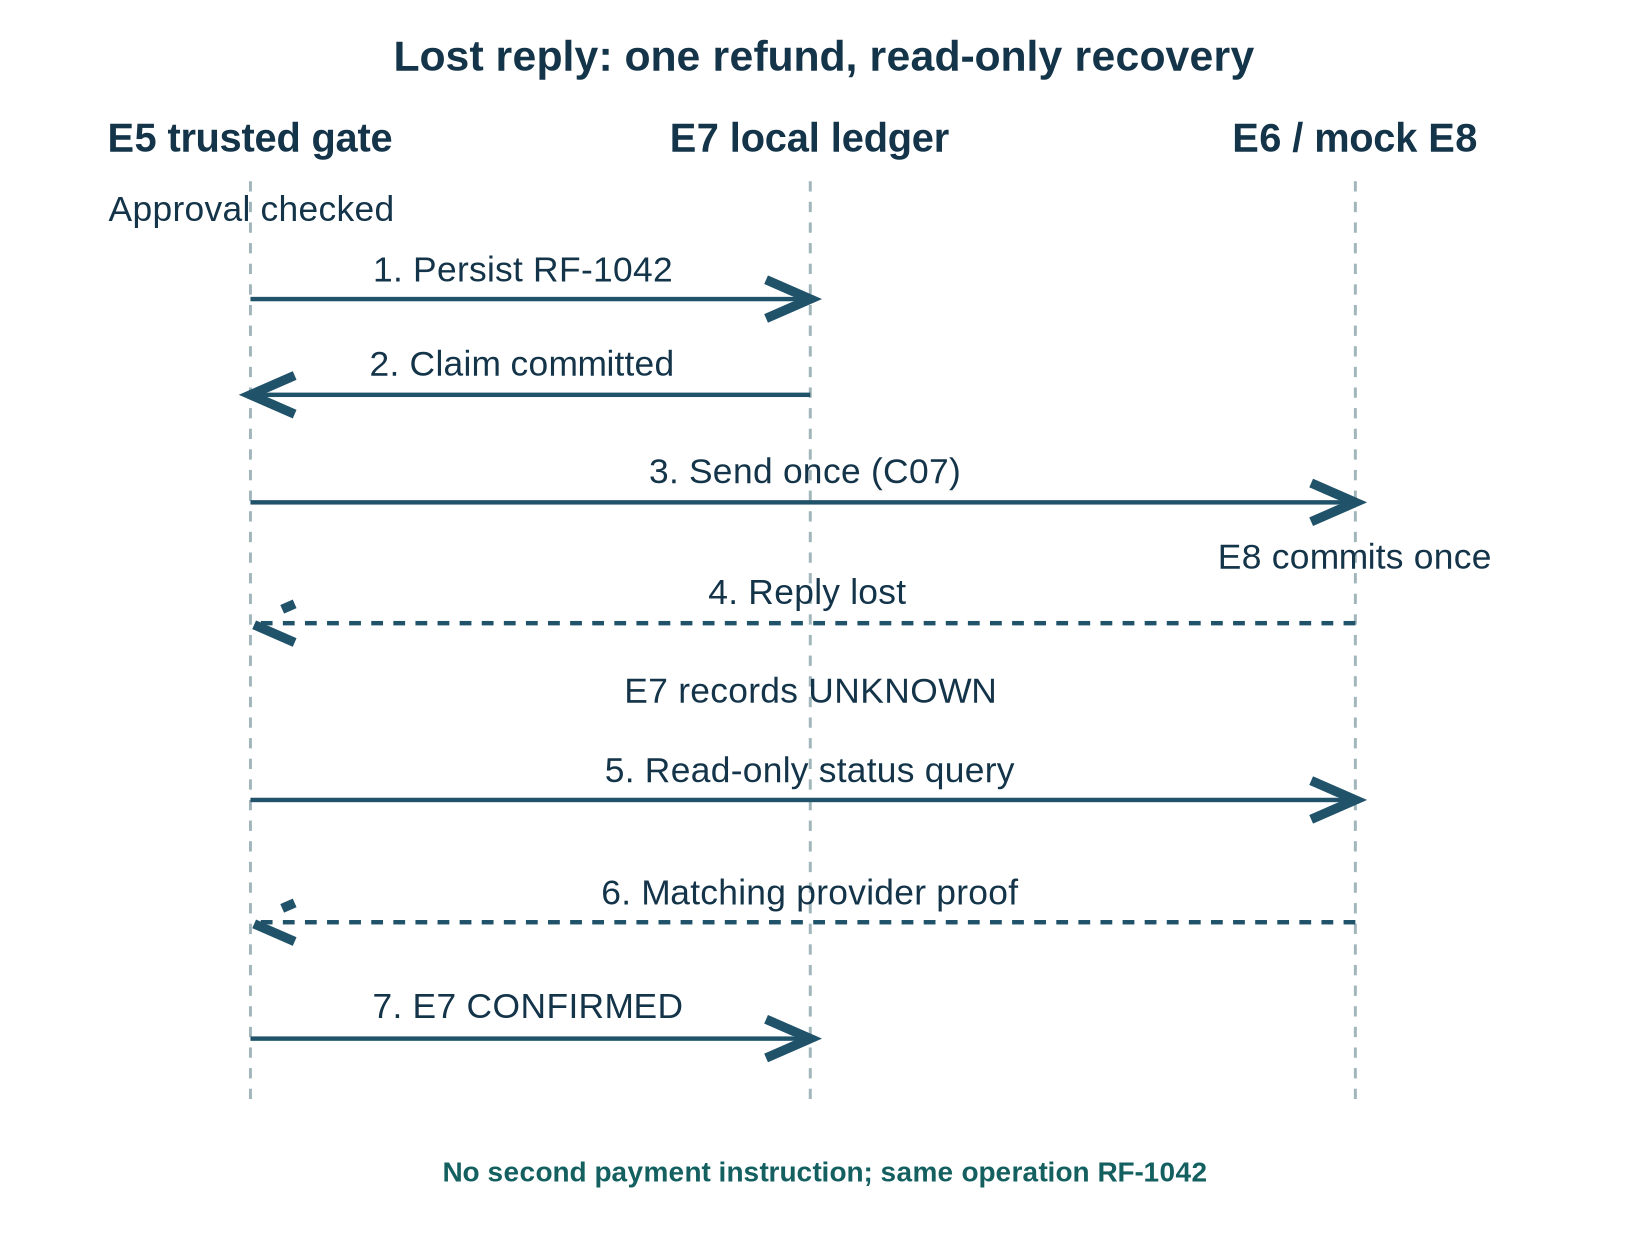 Lost reply: one refund, read-only recovery
E5 trusted gate
E7 local ledger
E6 / mock E8
Approval checked
1. Persist RF-1042
2. Claim committed
3. Send once (C07)
E8 commits once
4. Reply lost
E7 records UNKNOWN
5. Read-only status query
6. Matching provider proof
7. E7 CONFIRMED
No second payment instruction; same operation RF-1042